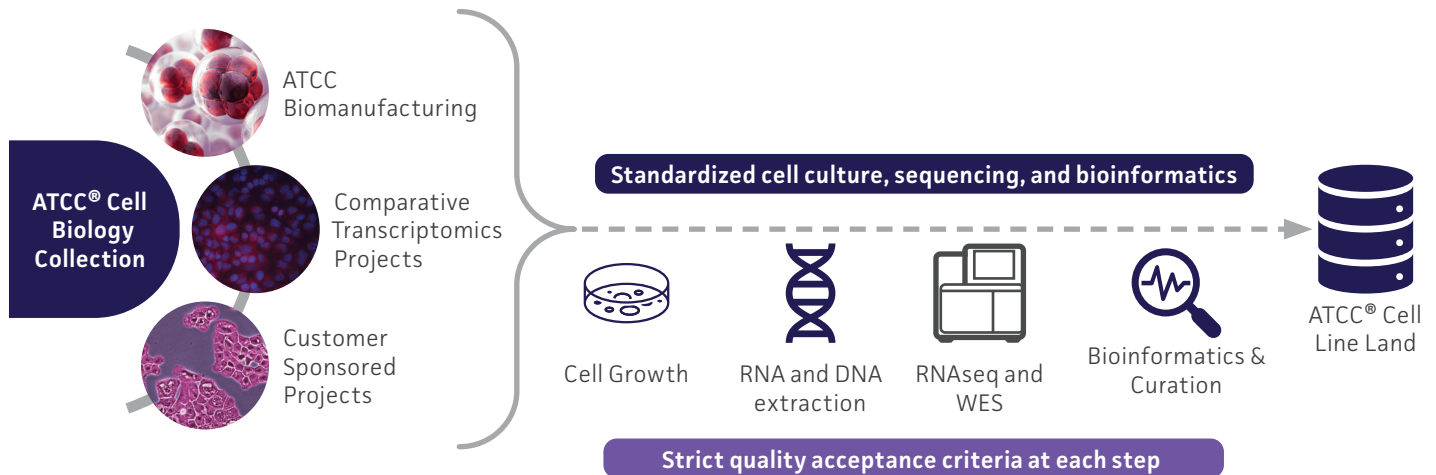 ATCC® Cell
Biology
Collection
ATCC
Biomanufacturing
Comparative
Transcriptomics
Projects
Customer
Sponsored
Projects
Standardized cell culture, sequencing, and bioinformatics
Cell Growth
RNA and DNA
extraction
RNAseq and
WES
Bioinformatics &
Curation
ATCC® Cell
Line Land
Strict quality acceptance criteria at each step